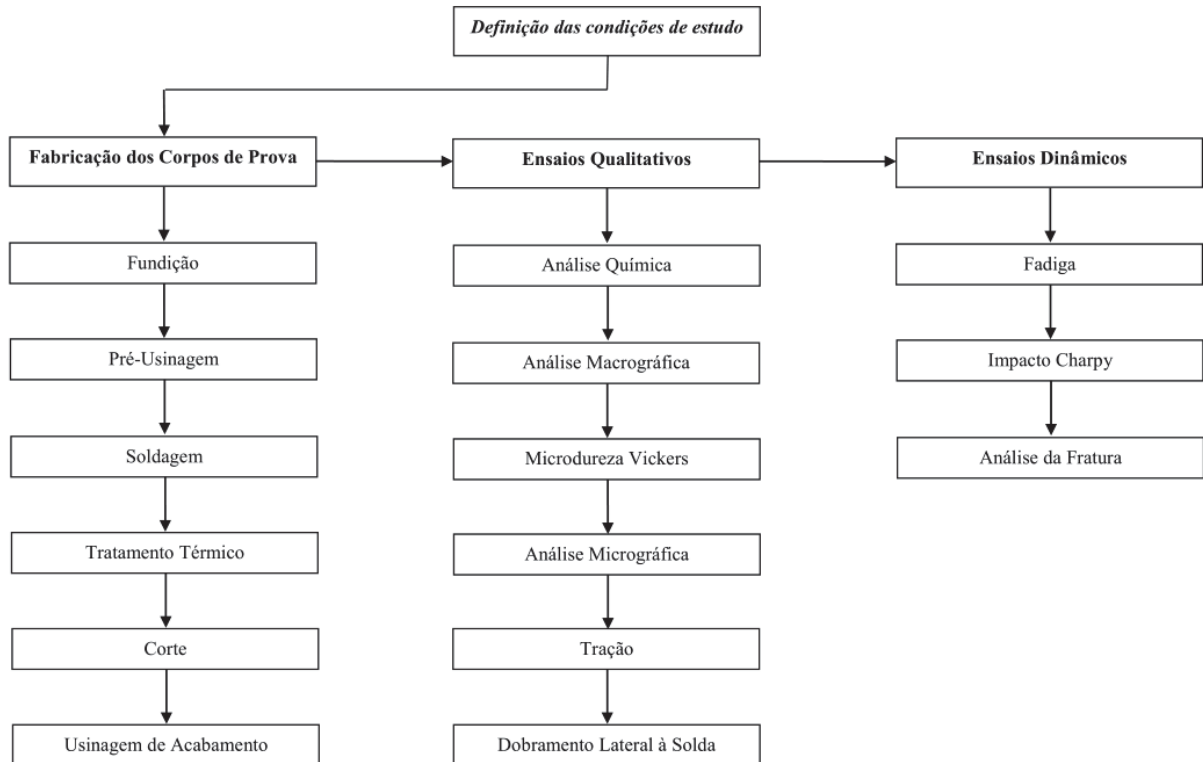 Definição das condições de estudo
Fabricação dos Corpos de Prova
Fundição
Pré-Usinagem
Soldagem
Tratamento Térmico
Corte
Usinagem de Acabamento
Ensaios Qualitativos
Análise Química
Análise Macrográfica
Microdureza Vickers
Análise Micrográfica
Tração
Dobramento Lateral à Solda
Ensaios Dinâmicos
Fadiga
Impacto Charpy
Análise da Fratura